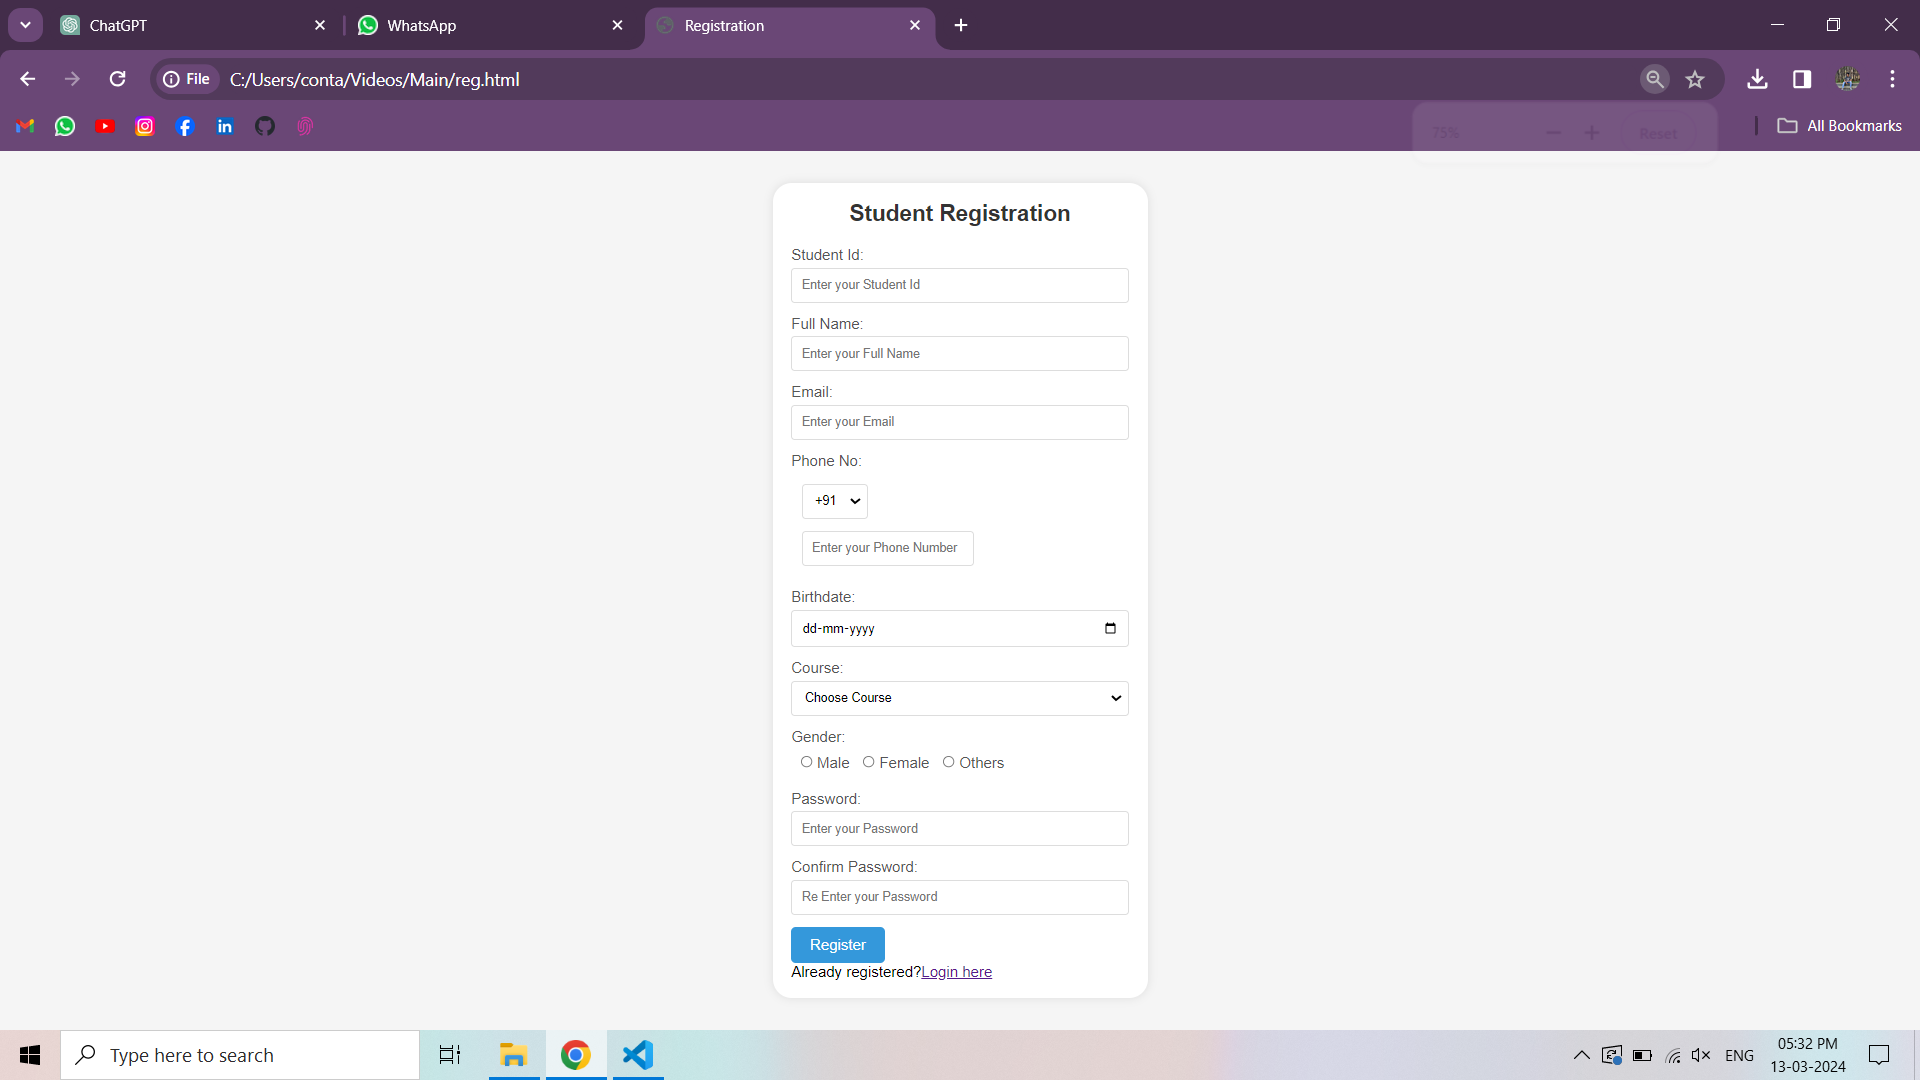 ChatGPT
WhatsApp
Registration
File
C:/Users/conta/Videos/Main/reg.html
All Bookmarks
75%
Reset
Student Registration
Student Id:
Enter your Student Id
Full Name:
Enter your Full Name
Email:
Enter your Email
Phone No:
+91
Enter your Phone Number
Birthdate:
dd-mm-yyyy
Course:
Choose Course
Gender:
Male Female Others
Password:
Enter your Password
Confirm Password:
Re Enter your Password
Register
Already registered?Login here
Type here to search
ENG
05:32 PM
13-03-2024